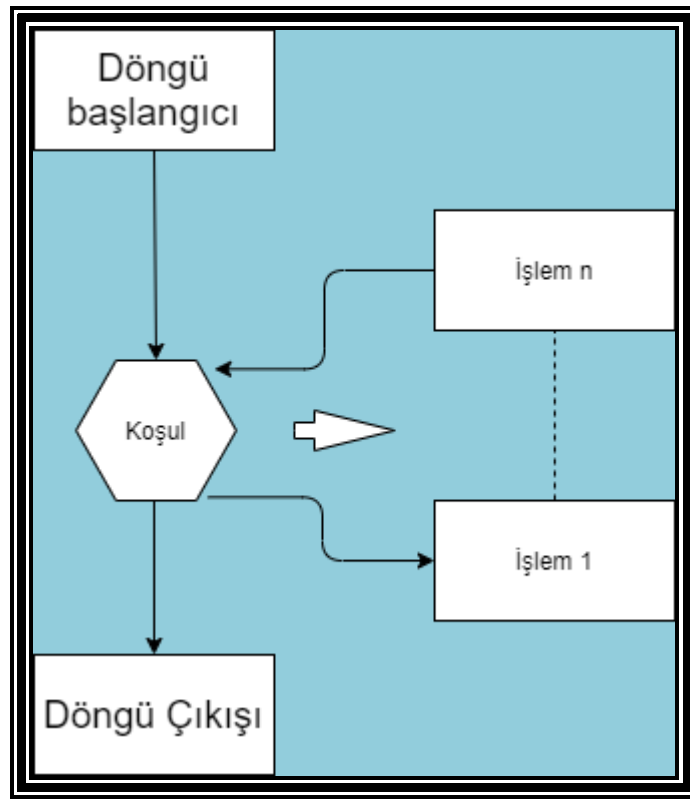 Döngü
başlangıcı
İşlem n
Koşul
İşlem 1
Döngü Çıkışı